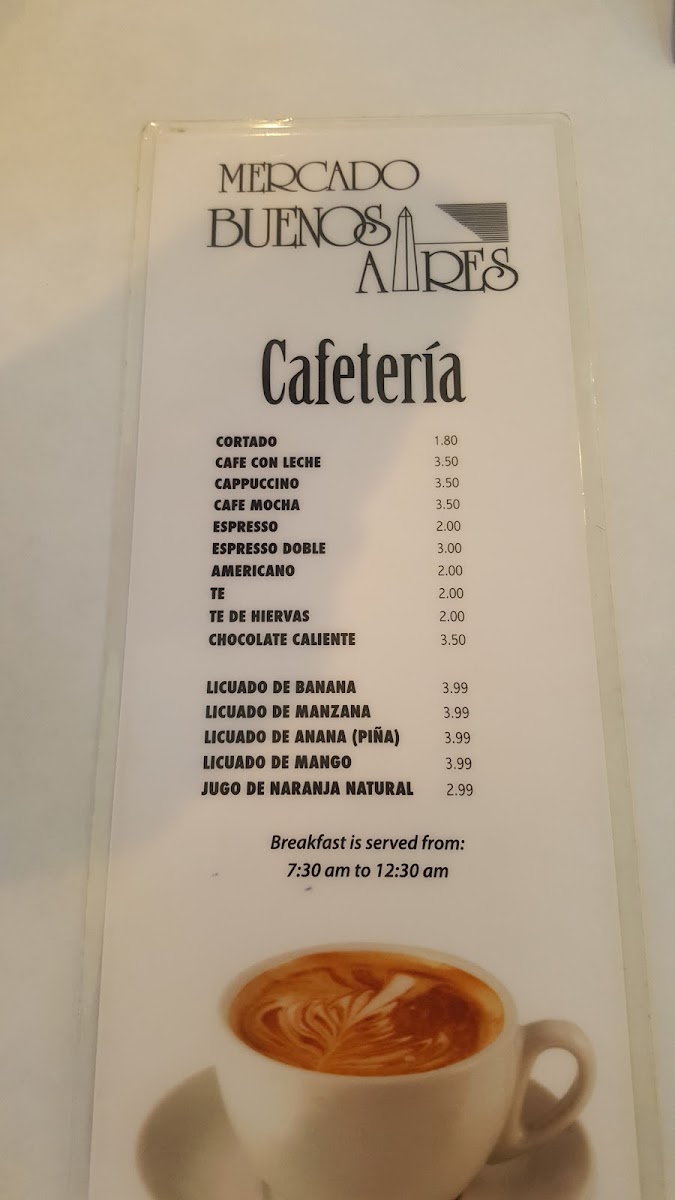 MERCADO
BUENOS
AIRES
Cafetería
CORTADO 1.80
CAFE CON LECHE 3.50
CAPPUCCINO 3.50
CAFE MOCHA 3.50
ESPRESSO 2.00
ESPRESSO DOBLE 3.00
AMERICANO 2.00
TE 2.00
TE DE HIERVAS 2.00
CHOCOLATE CALIENTE 3.50
LICUADO DE BANANA 3.99
LICUADO DE MANZANA 3.99
LICUADO DE ANANA (PIÑA) 3.99
LICUADO DE MANGO 3.99
JUGO DE NARANJA NATURAL 2.99
Breakfast is served from:
7:30 am to 12:30 am